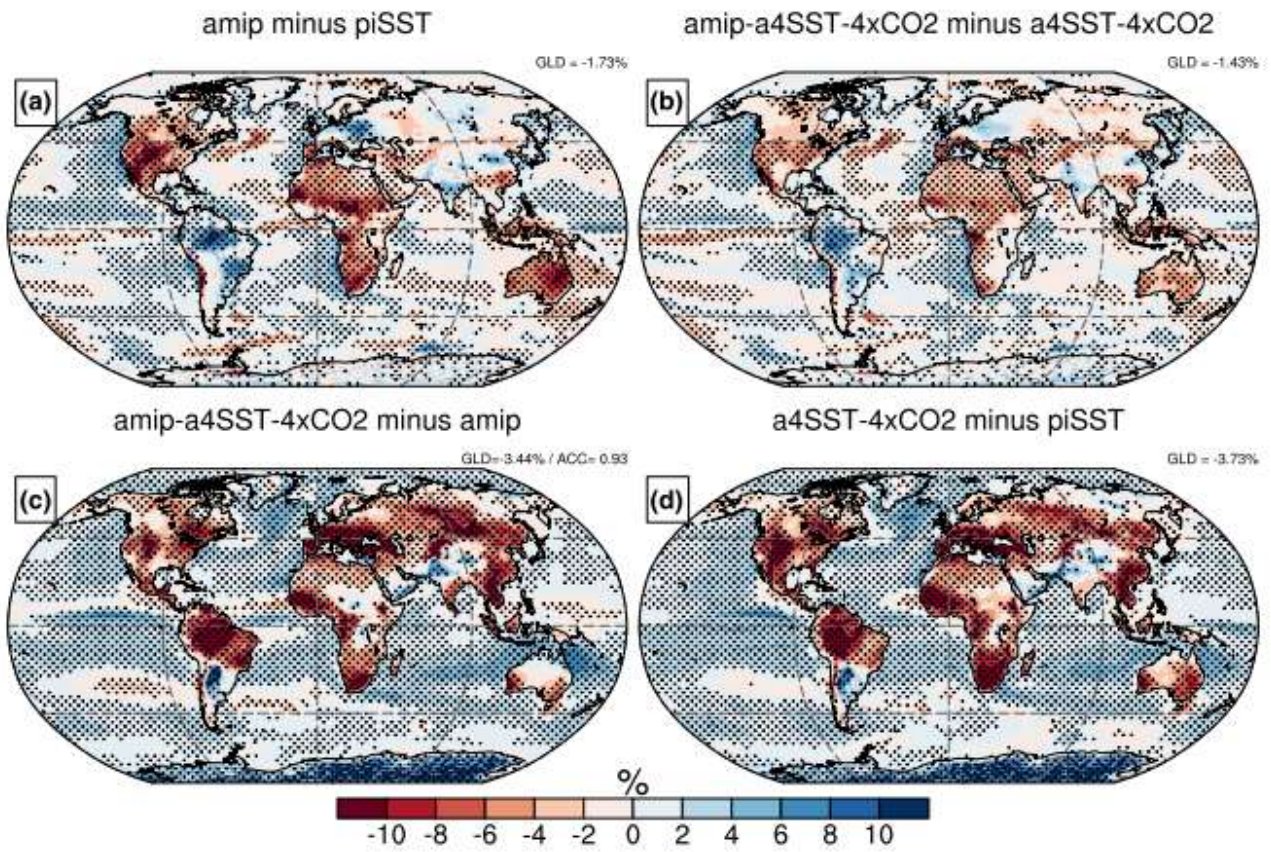 amip minus piSST
amip-a4SST-4xCO2 minus a4SST-4xCO2
GLD = -1.73%
GLD = -1.43%
(a)
(b)
amip-a4SST-4xCO2 minus amip
a4SST-4xCO2 minus piSST
GLD=-3.44% / ACC= 0.93
GLD = -3.73%
(c)
(d)
%
-10 -8 -6 -4 -2 0 2 4 6 8 10